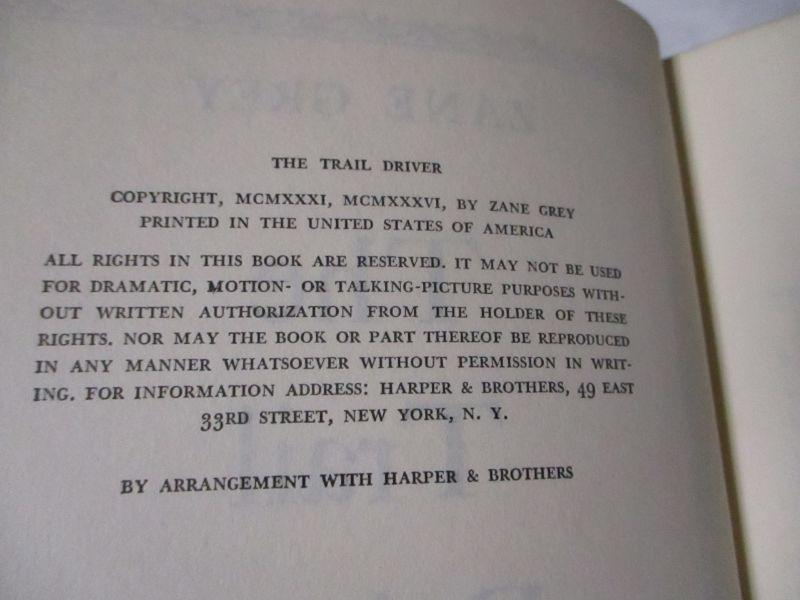 ZANE GREY
THE TRAIL DRIVER
COPYRIGHT, MCMXXXI, MCMXXXVI, BY ZANE GREY
PRINTED IN THE UNITED STATES OF AMERICA
ALL RIGHTS IN THIS BOOK ARE RESERVED. IT MAY NOT BE USED
FOR DRAMATIC, MOTION- OR TALKING-PICTURE PURPOSES WITH-
OUT WRITTEN AUTHORIZATION FROM THE HOLDER OF THESE
RIGHTS. NOR MAY THE BOOK OR PART THEREOF BE REPRODUCED
IN ANY MANNER WHATSOEVER WITHOUT PERMISSION IN WRIT-
ING. FOR INFORMATION ADDRESS: HARPER & BROTHERS, 49 EAST
33RD STREET, NEW YORK, N. Y.
Trail
BY ARRANGEMENT WITH HARPER & BROTHERS